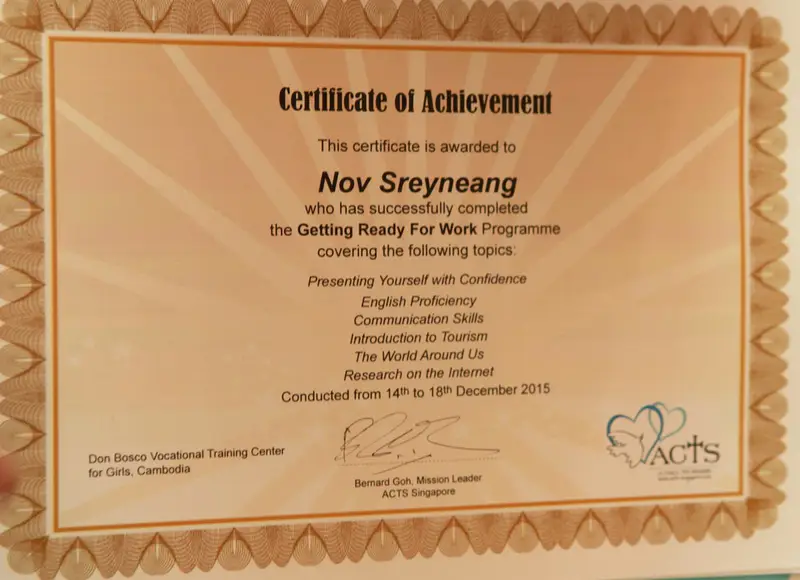 Certificate of Achievement
This certificate is awarded to
Nov Sreyneang
who has successfully completed
the Getting Ready For Work Programme
covering the following topics:
Presenting Yourself with Confidence
English Proficiency
Communication Skills
Introduction to Tourism
The World Around Us
Research on the Internet
Conducted from 14th to 18th December 2015
Don Bosco Vocational Training Center
for Girls, Cambodia
Bernard Goh, Mission Leader
ACTS Singapore
ACTS